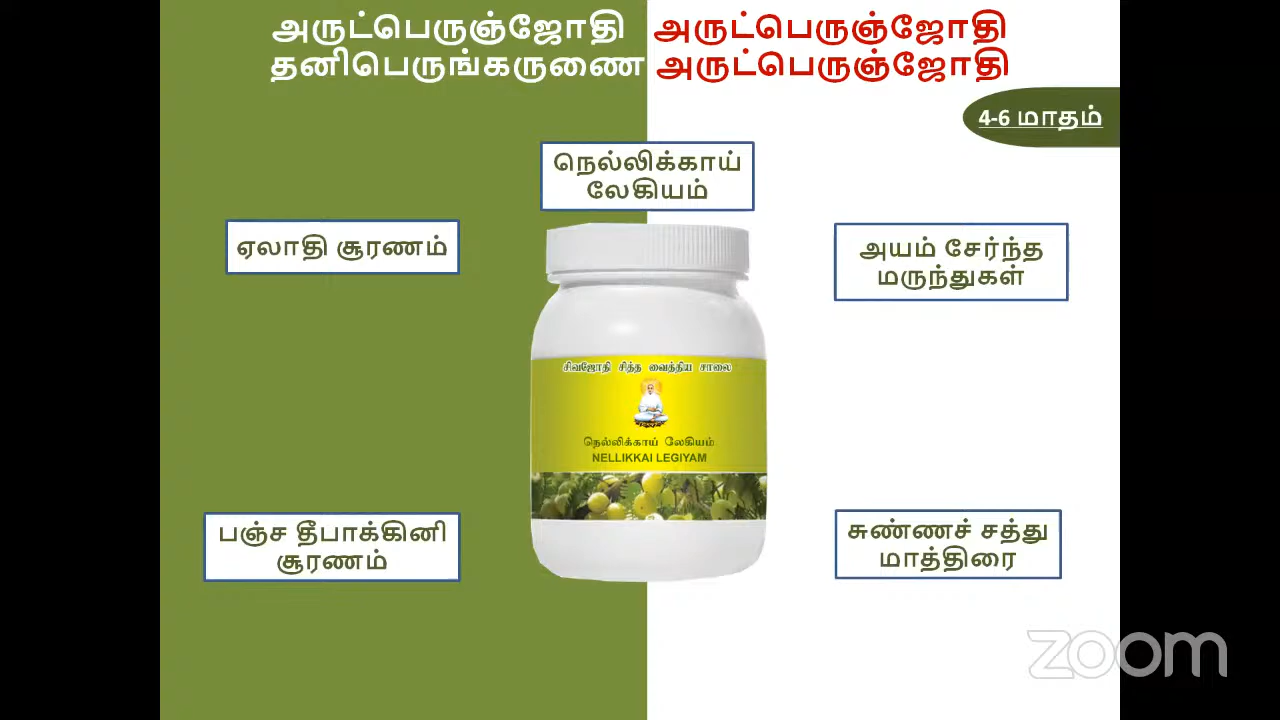 அருட்பெருஞ்ஜோதி அருட்பெருஞ்ஜோதி
தனிபெருங்கருணை அருட்பெருஞ்ஜோதி
4-6 மாதம்
நெல்லிக்காய்
லேகியம்
ஏலாதி சூரணம்
அயம் சேர்ந்த
மருந்துகள்
சிவஜோதி சித்த வைத்திய சாலை
நெல்லிக்காய் லேகியம்
NELLIKKAI LEGIYAM
பஞ்ச தீபாக்கினி
சூரணம்
சுண்ணச் சத்து
மாத்திரை
zoom